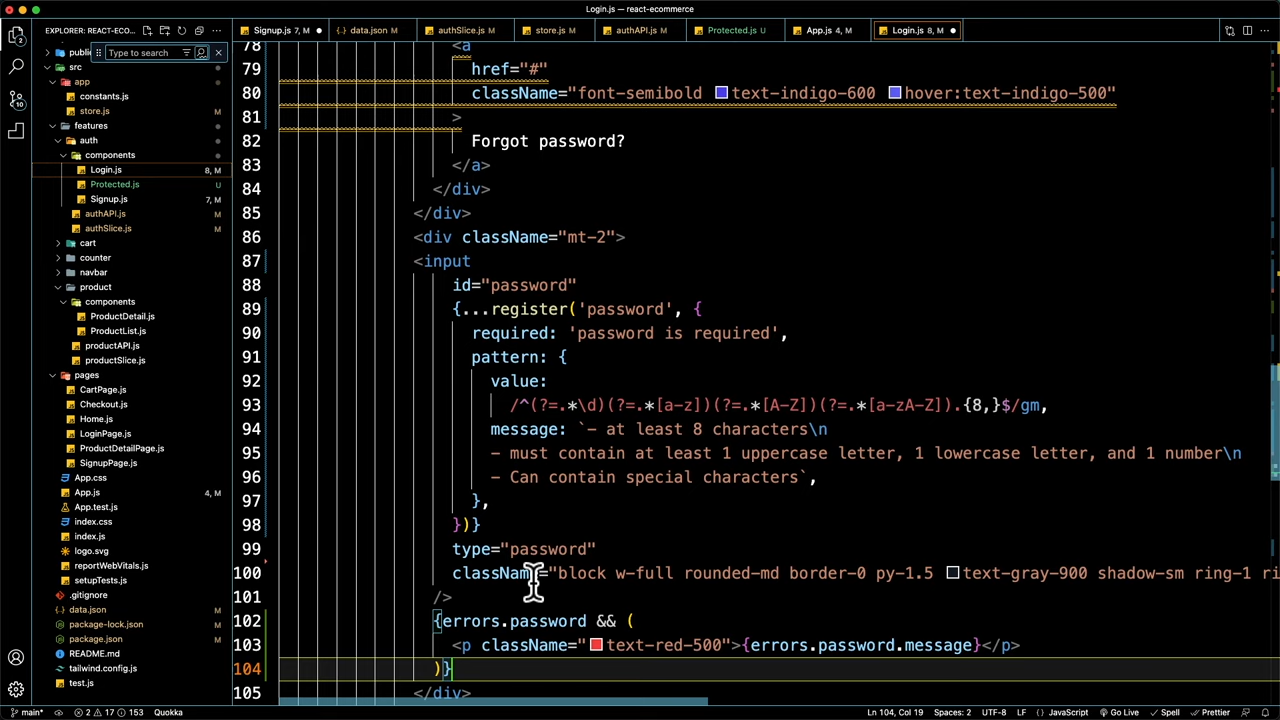 Login.js — react-ecommerce
EXPLORER: REACT-ECO...
Signup.js 7, M
data.json M
authSlice.js M
store.js M
authAPI.js M
Protected.js U
App.js 4, M
Login.js 8, M
Type to search
src
app
constants.js
store.js M
features
auth
components
Login.js 8, M
Protected.js U
Signup.js 7, M
authAPI.js M
authSlice.js M
cart
counter
navbar
product
components
ProductDetail.js
ProductList.js
productAPI.js
productSlice.js
pages
CartPage.js
Checkout.js
Home.js
LoginPage.js
ProductDetailPage.js
SignupPage.js
App.css
App.js 4, M
App.test.js
index.css
index.js
logo.svg
reportWebVitals.js
setupTests.js
.gitignore
data.json M
package-lock.json M
package.json M
README.md
tailwind.config.js
test.js
10
78 <a
79 href="#"
80 className="font-semibold text-indigo-600 hover:text-indigo-500"
81 >
82 Forgot password?
83 </a>
84 </div>
85 </div>
86 <div className="mt-2">
87 <input
88 id="password"
89 {...register('password', {
90 required: 'password is required',
91 pattern: {
92 value:
93 /^(?=.*\d)(?=.*[a-z])(?=.*[A-Z])(?=.*[a-zA-Z]).{8,}$/gm,
94 message: `- at least 8 characters\n
95 - must contain at least 1 uppercase letter, 1 lowercase letter, and 1 number\n
96 - Can contain special characters`,
97 },
98 })}
99 type="password"
100 className="block w-full rounded-md border-0 py-1.5 text-gray-900 shadow-sm ring-1 ri
101 />
102 {errors.password && (
103 <p className="text-red-500">{errors.password.message}</p>
104 )}
105 </div>
main* 2 17 153 Quokka
Ln 104, Col 19 Spaces: 2 UTF-8 LF {} JavaScript Go Live Spell Prettier